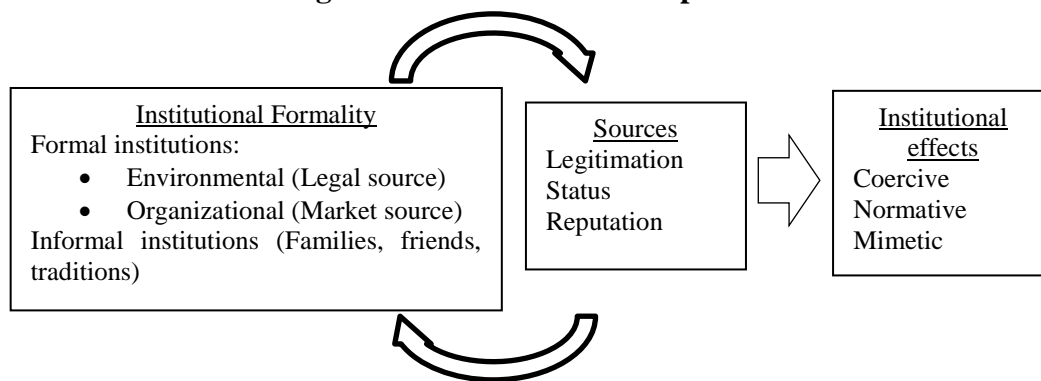 Institutional Formality
Formal institutions:
• Environmental (Legal source)
• Organizational (Market source)
Informal institutions (Families, friends,
traditions)
Sources
Legitimation
Status
Reputation
Institutional
effects
Coercive
Normative
Mimetic